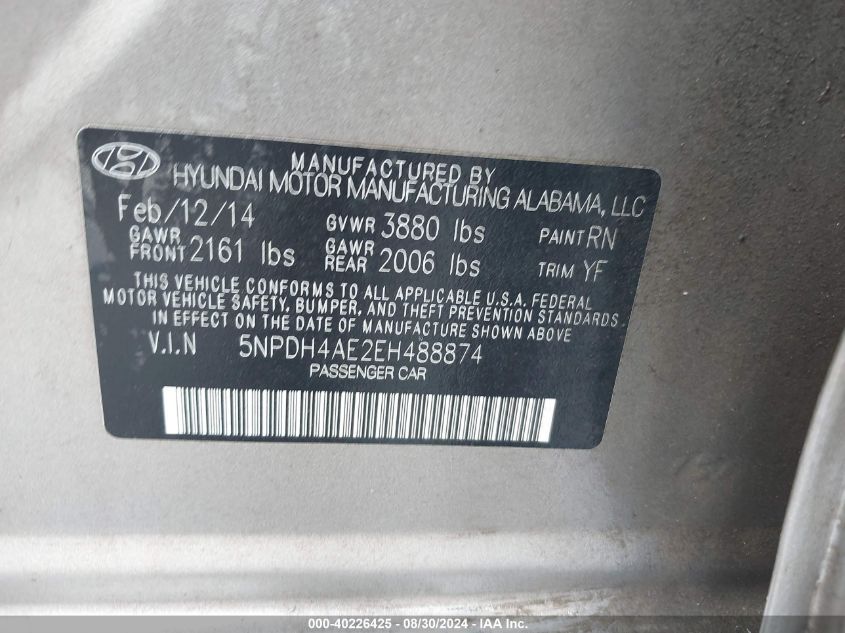 MANUFACTURED BY
HYUNDAI MOTOR MANUFACTURING ALABAMA, LLC
Feb/12/14 GVWR 3880 lbs PAINT RN
GAWR FRONT 2161 lbs GAWR REAR 2006 lbs TRIM YF
THIS VEHICLE CONFORMS TO ALL APPLICABLE U.S.A. FEDERAL
MOTOR VEHICLE SAFETY, BUMPER, AND THEFT PREVENTION STANDARDS
IN EFFECT ON THE DATE OF MANUFACTURE SHOWN ABOVE
V.I.N 5NPDH4AE2EH488874
PASSENGER CAR
000-40226425 - 08/30/2024 - IAA Inc.